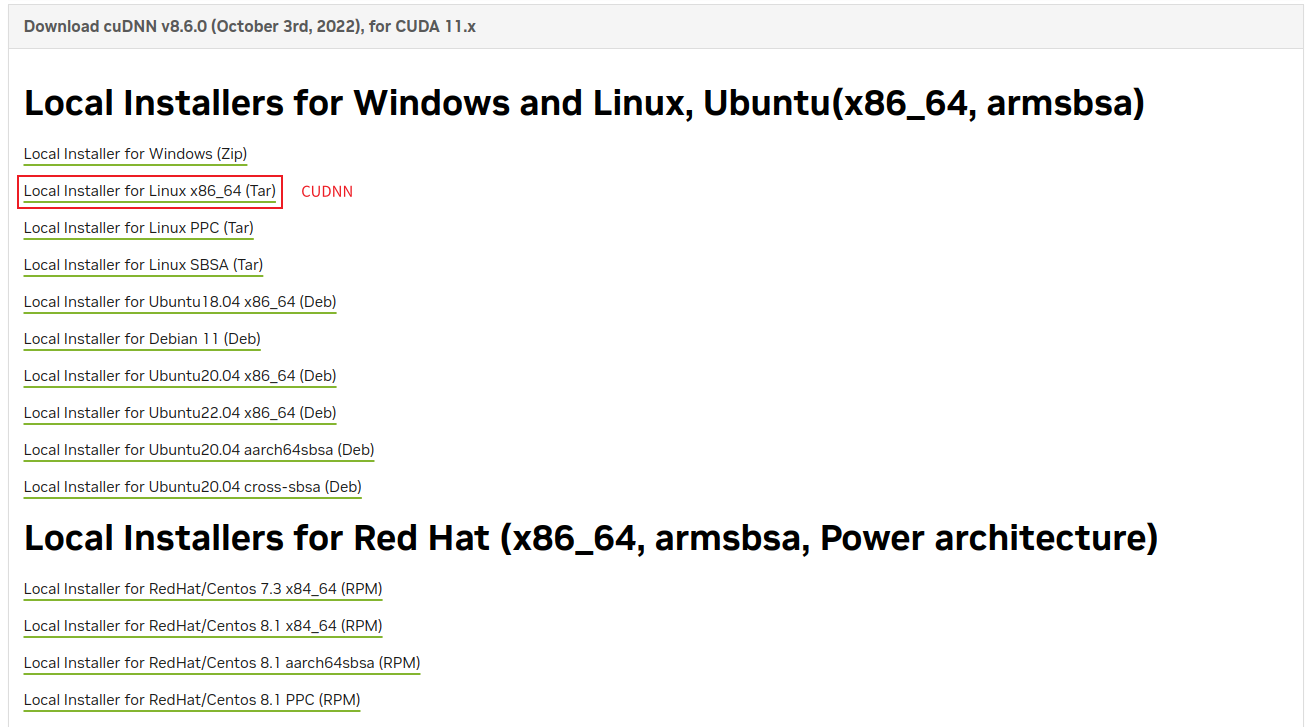 Download cuDNN v8.6.0 (October 3rd, 2022), for CUDA 11.x
Local Installers for Windows and Linux, Ubuntu(x86_64, armsbsa)
Local Installer for Windows (Zip)
Local Installer for Linux x86_64 (Tar) CUDNN
Local Installer for Linux PPC (Tar)
Local Installer for Linux SBSA (Tar)
Local Installer for Ubuntu18.04 x86_64 (Deb)
Local Installer for Debian 11 (Deb)
Local Installer for Ubuntu20.04 x86_64 (Deb)
Local Installer for Ubuntu22.04 x86_64 (Deb)
Local Installer for Ubuntu20.04 aarch64sbsa (Deb)
Local Installer for Ubuntu20.04 cross-sbsa (Deb)
Local Installers for Red Hat (x86_64, armsbsa, Power architecture)
Local Installer for RedHat/Centos 7.3 x84_64 (RPM)
Local Installer for RedHat/Centos 8.1 x84_64 (RPM)
Local Installer for RedHat/Centos 8.1 aarch64sbsa (RPM)
Local Installer for RedHat/Centos 8.1 PPC (RPM)